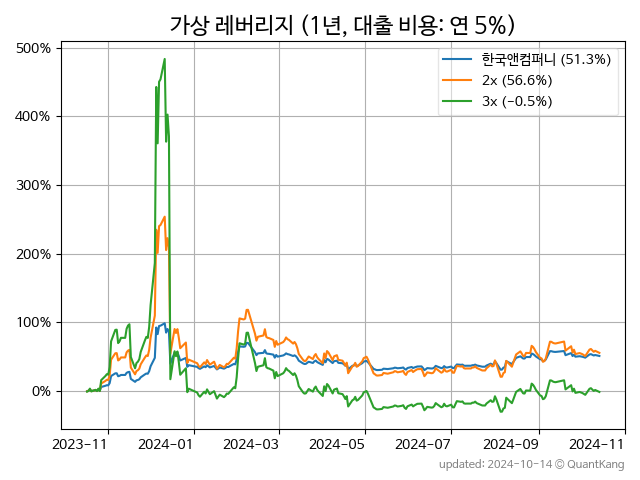 가상 레버리지 (1년, 대출 비용: 연 5%)
500%
400%
300%
200%
100%
0%
한국앤컴퍼니 (51.3%)
2x (56.6%)
3x (-0.5%)
2023-11
2024-01
2024-03
2024-05
2024-07
2024-09
2024-11
updated: 2024-10-14 @ QuantKang